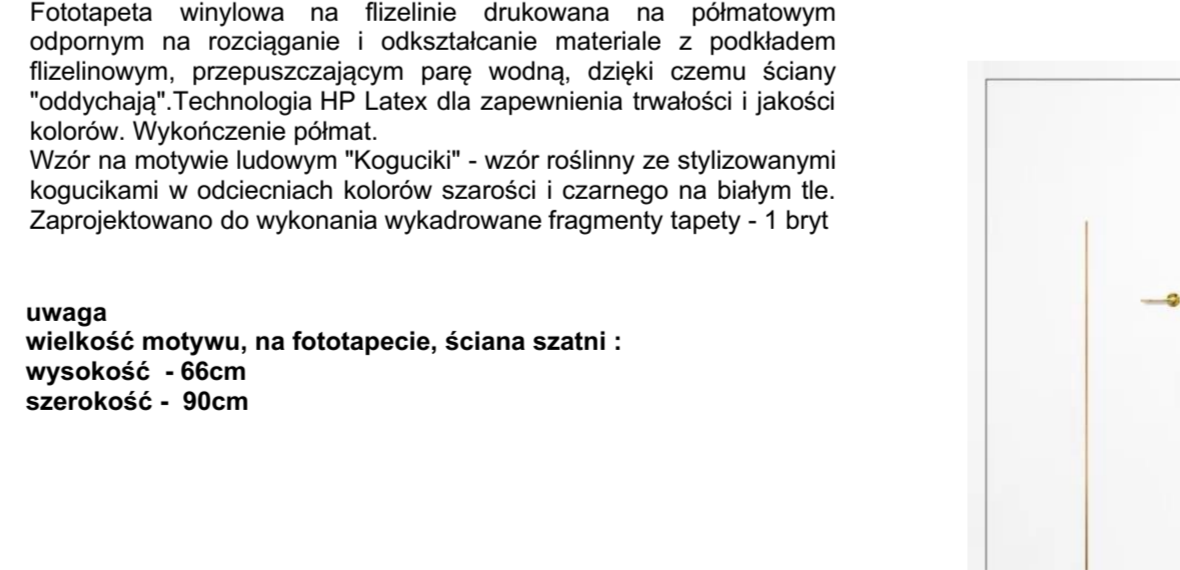 Fototapeta winylowa na flizelinie drukowana na półmatowym
odpornym na rozciąganie i odkształcanie materiale z podkładem
flizelinowym, przepuszczającym parę wodną, dzięki czemu ściany
"oddychają".Technologia HP Latex dla zapewnienia trwałości i jakości
kolorów. Wykończenie półmat.
Wzór na motywie ludowym "Koguciki" - wzór roślinny ze stylizowanymi
kogucikami w odciecniach kolorów szarości i czarnego na białym tle.
Zaprojektowano do wykonania wykadrowane fragmenty tapety - 1 bryt
uwaga
wielkość motywu, na fototapecie, ściana szatni :
wysokość - 66cm
szerokość - 90cm